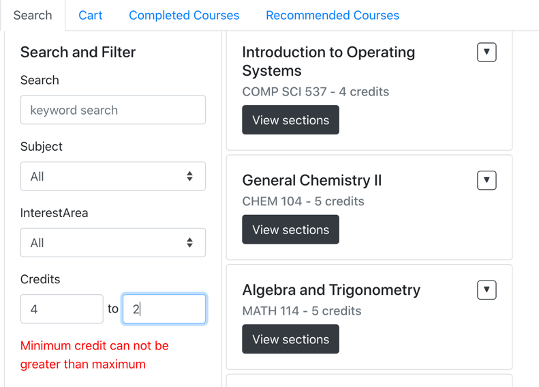 Search Cart Completed Courses Recommended Courses
Search and Filter
Search
keyword search
Subject
All
InterestArea
All
Credits
4 to 2
Minimum credit can not be
greater than maximum
Introduction to Operating
Systems
COMP SCI 537 - 4 credits
View sections
General Chemistry II
CHEM 104 - 5 credits
View sections
Algebra and Trigonometry
MATH 114 - 5 credits
View sections